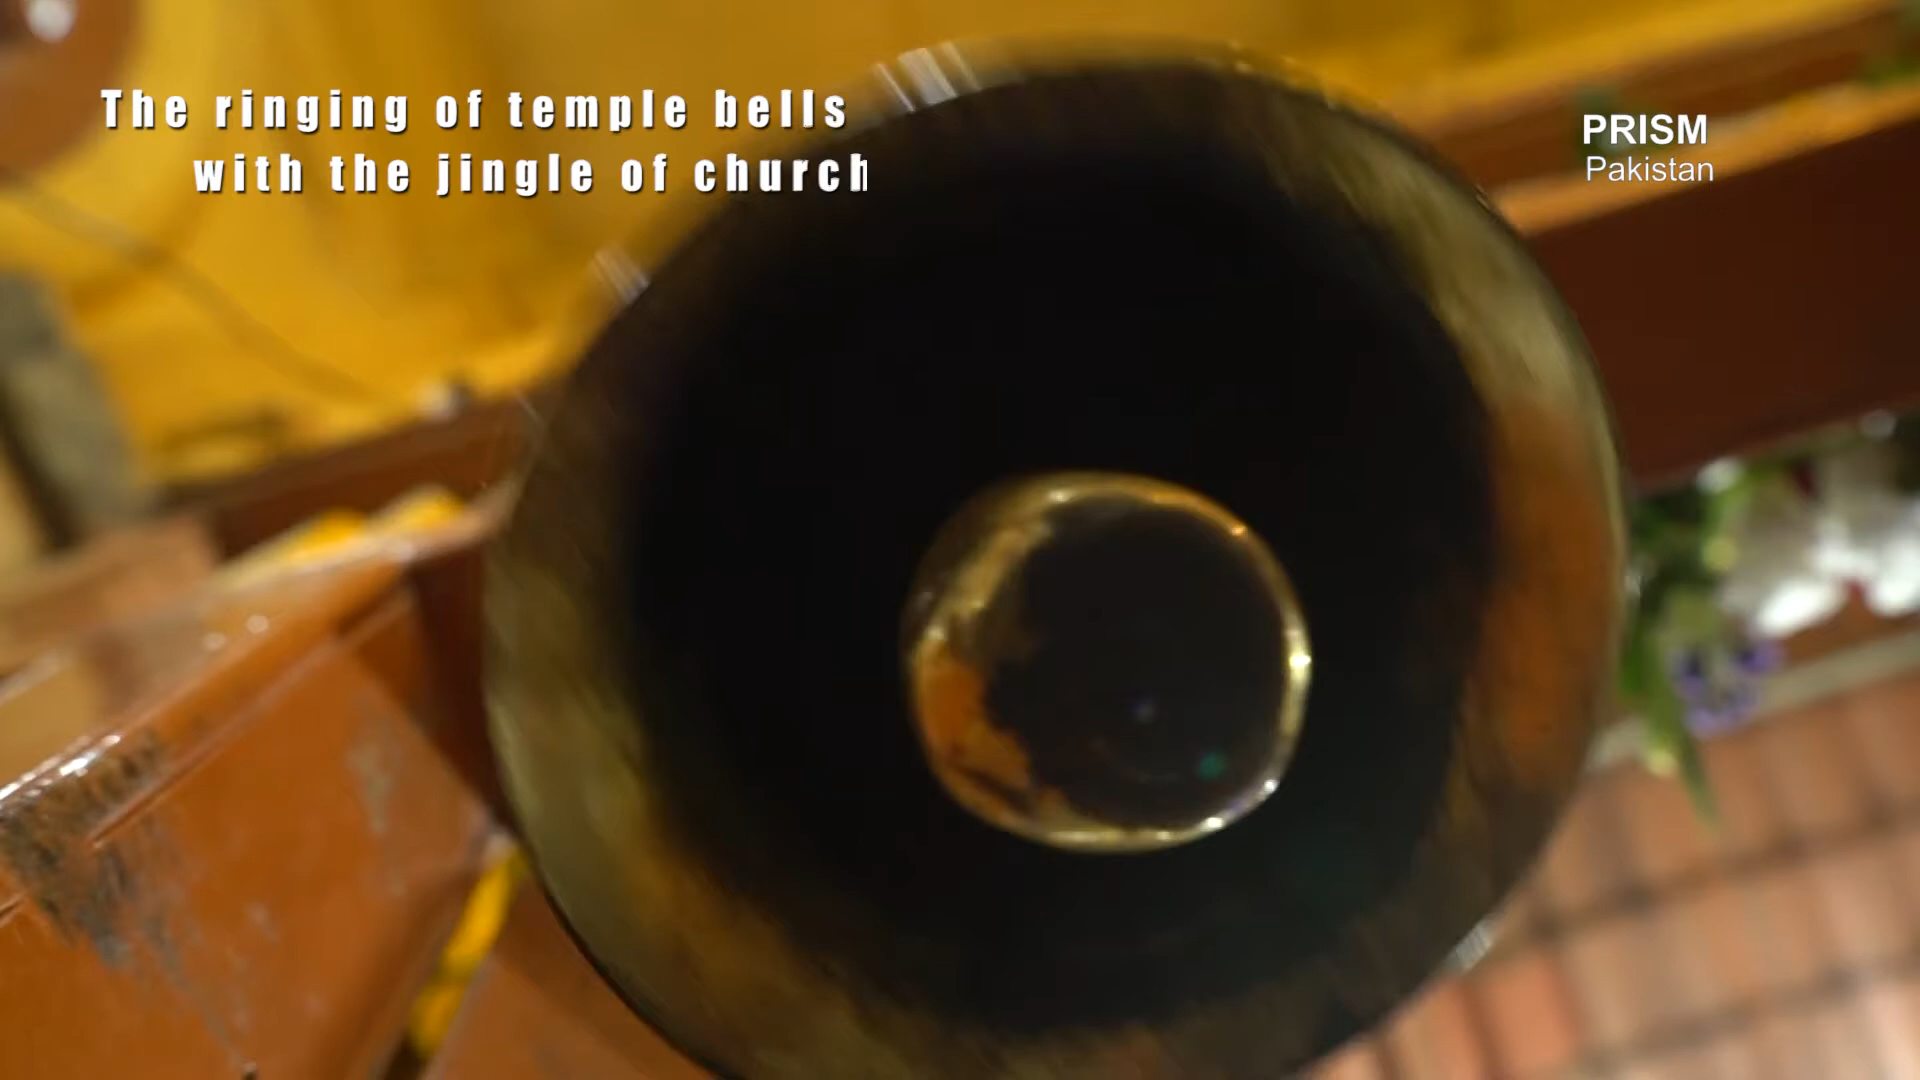 The ringing of temple bells
with the jingle of church
PRISM
Pakistan